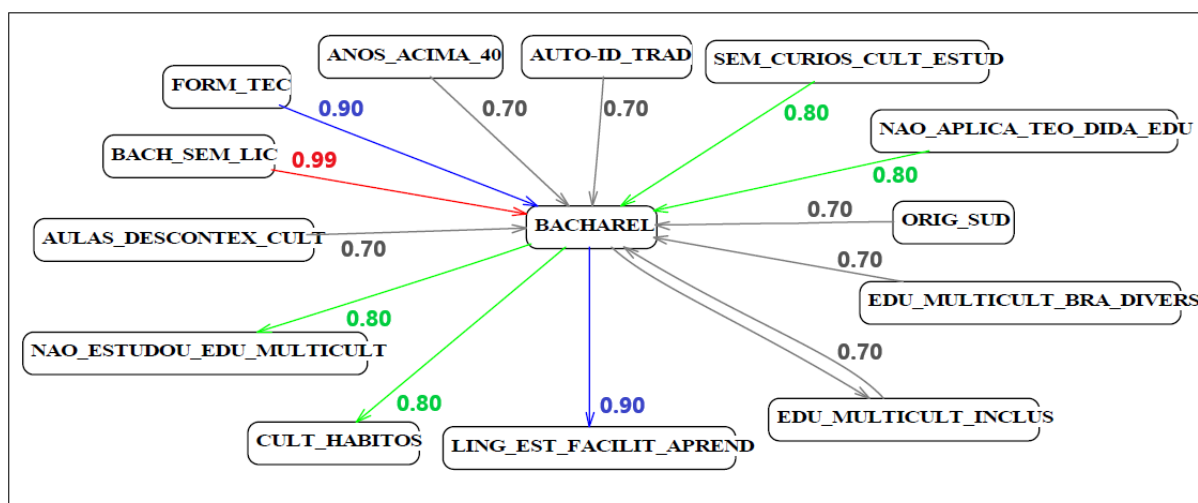 ANOS_ACIMA_40
AUTO-ID_TRAD
SEM_CURIOS_CULT_ESTUD
FORM_TEC
0.90
0.70
0.70
0.80
NAO_APLICA_TEO_DIDA_EDU
BACH_SEM_LIC
0.99
0.80
AULAS_DESCONTEX_CULT
0.70
BACHAREL
0.70
ORIG_SUD
0.70
EDU_MULTICULT_BRA_DIVERS
0.80
NAO_ESTUDOU_EDU_MULTICULT
0.70
0.80
0.90
EDU_MULTICULT_INCLUS
CULT_HABITOS
LING_EST_FACILIT_APREND